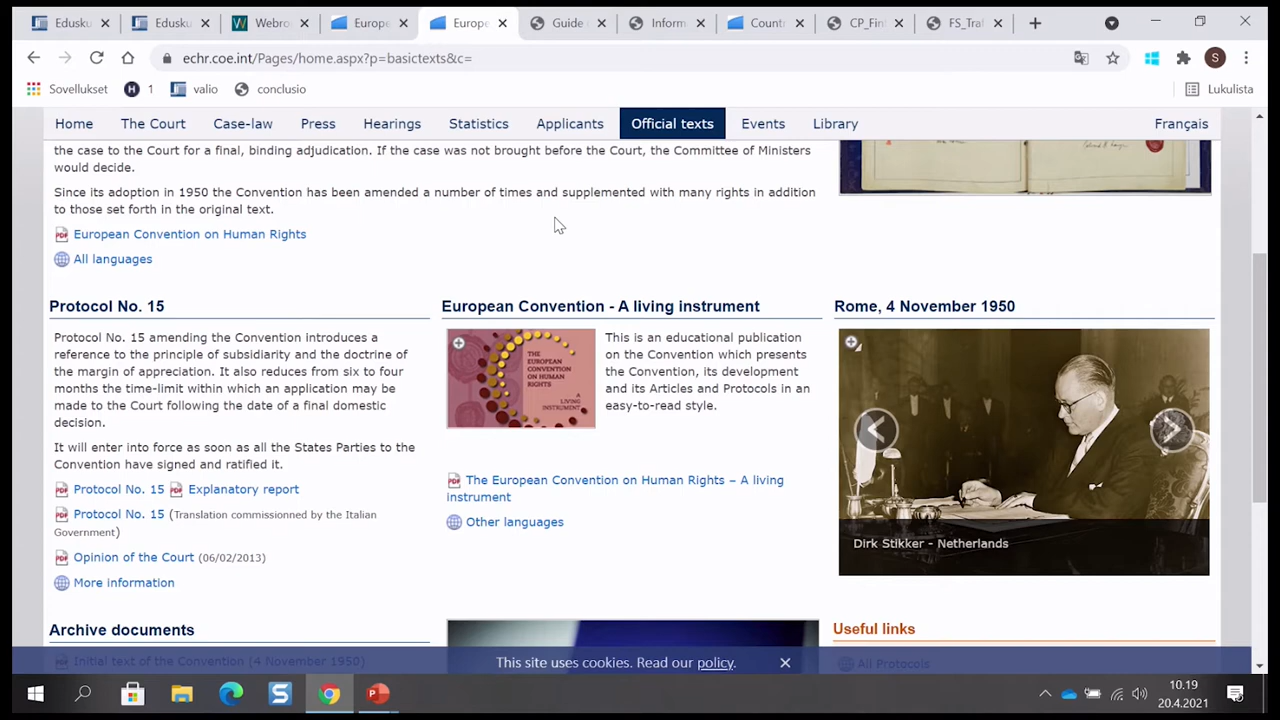 Edusku
Edusku
Webro
Europe
Europe
Guide
Inform
Countr
CP_Fin
FS_Tra
echr.coe.int/Pages/home.aspx?p=basictexts&c=
S
Sovellukset
H 1
valio
conclusio
Lukulista
Home
The Court
Case-law
Press
Hearings
Statistics
Applicants
Official texts
Events
Library
Français
the case to the Court for a final, binding adjudication. If the case was not brought before the Court, the Committee of Ministers
would decide.
Since its adoption in 1950 the Convention has been amended a number of times and supplemented with many rights in addition
to those set forth in the original text.
European Convention on Human Rights
All languages
Protocol No. 15
Protocol No. 15 amending the Convention introduces a
reference to the principle of subsidiarity and the doctrine of
the margin of appreciation. It also reduces from six to four
months the time-limit within which an application may be
made to the Court following the date of a final domestic
decision.
It will enter into force as soon as all the States Parties to the
Convention have signed and ratified it.
Protocol No. 15 Explanatory report
Protocol No. 15 (Translation commissionned by the Italian
Government)
Opinion of the Court (06/02/2013)
More information
European Convention - A living instrument
THE
EUROPEAN
CONVENTION
ON HUMAN
RIGHTS
A
LIVING
INSTRUMENT
This is an educational publication
on the Convention which presents
the Convention, its development
and its Articles and Protocols in an
easy-to-read style.
The European Convention on Human Rights – A living
instrument
Other languages
Rome, 4 November 1950
Dirk Stikker - Netherlands
Archive documents
Initial text of the Convention (4 November 1950)
Useful links
All Protocols
This site uses cookies. Read our policy.
10.19
20.4.2021